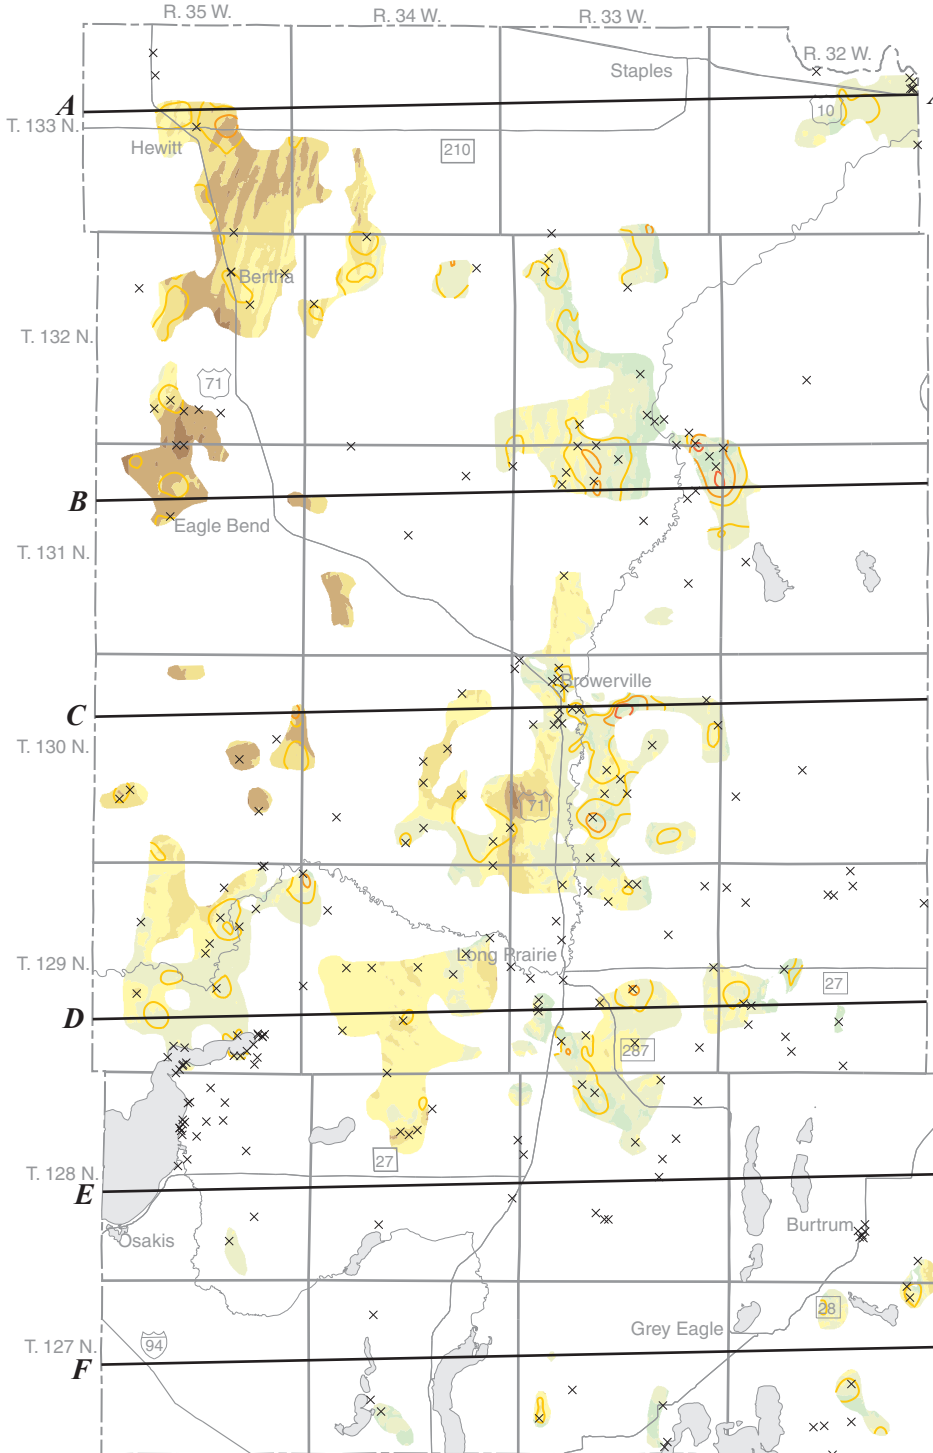 R. 35 W.
R. 34 W.
R. 33 W.
R. 32 W.
Staples
A
T. 133 N.
10
Hewitt
210
Bertha
T. 132 N.
71
B
Eagle Bend
T. 131 N.
Browerville
C
T. 130 N.
71
Long Prairie
T. 129 N.
27
D
287
27
T. 128 N.
E
Burtrum
Osakis
28
Grey Eagle
T. 127 N.
94
F